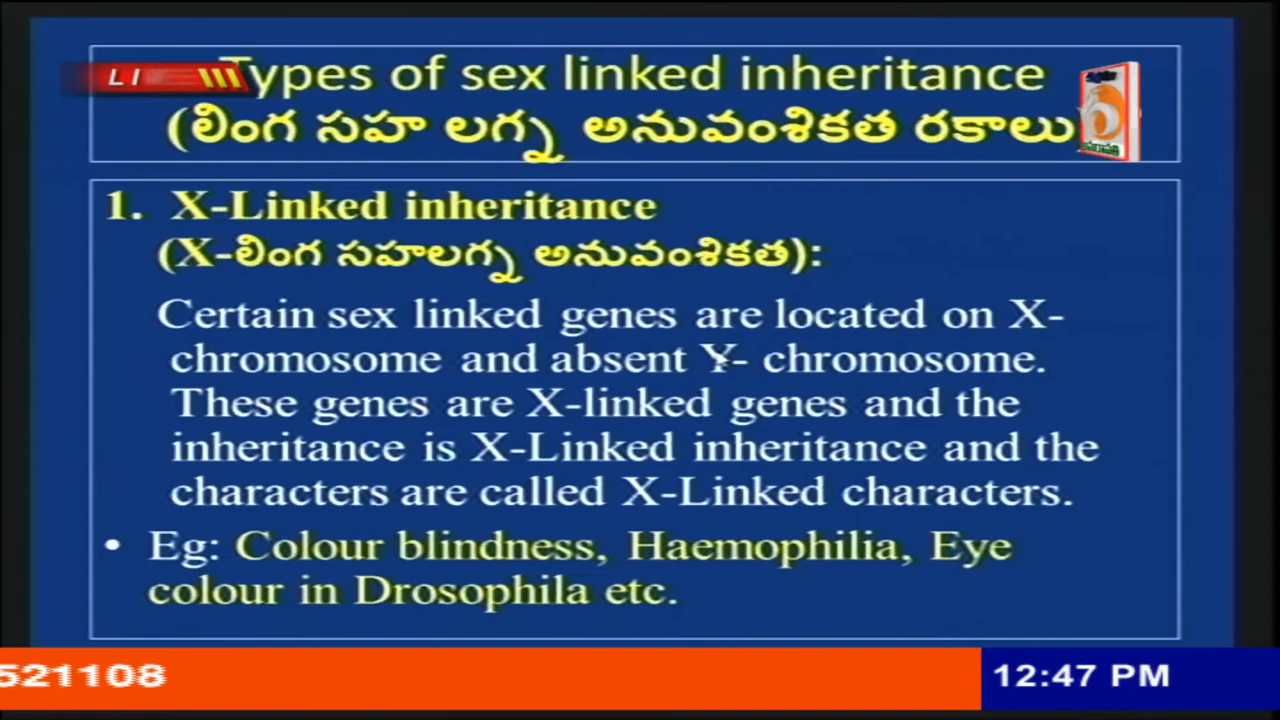 LI
Types of sex linked inheritance
(లింగ సహ లగ్న అనువంశికత రకాలు
1. X-Linked inheritance
(X-లింగ సహలగ్న అనువంశికత):
Certain sex linked genes are located on X-
chromosome and absent Y- chromosome.
These genes are X-linked genes and the
inheritance is X-Linked inheritance and the
characters are called X-Linked characters.
• Eg: Colour blindness, Haemophilia, Eye
colour in Drosophila etc.
521108
12:47 PM